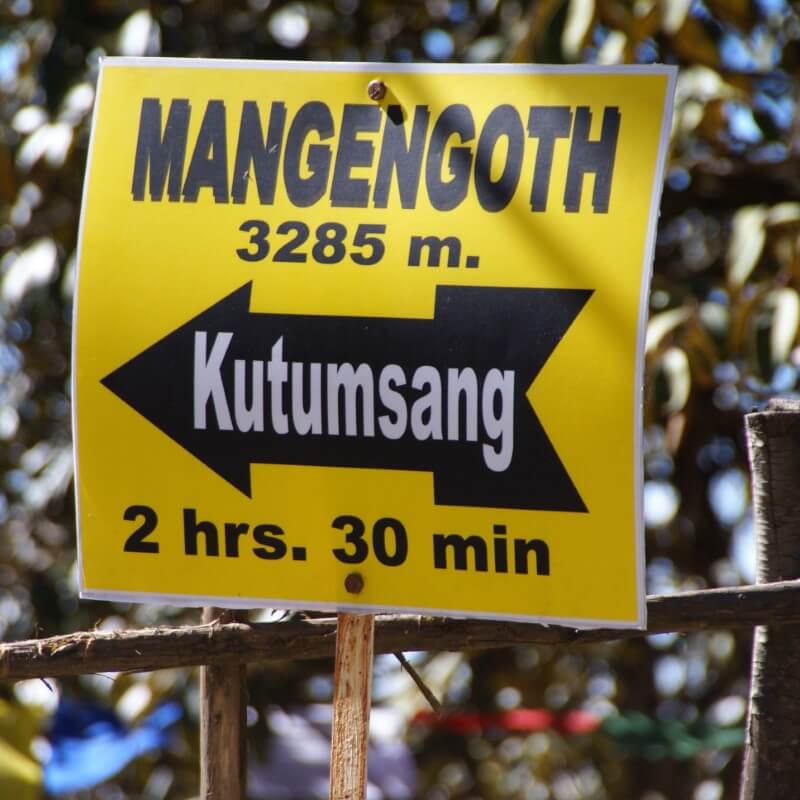 MANGENGOTH
3285 m.
Kutumsang
2 hrs. 30 min